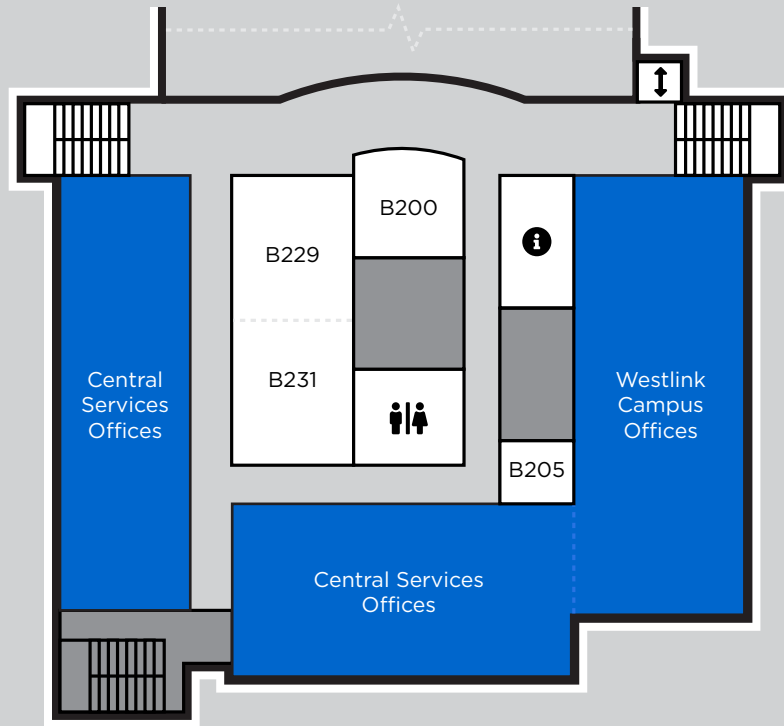 B200
B229
B231
Central
Services
Offices
Westlink
Campus
Offices
B205
Central Services
Offices